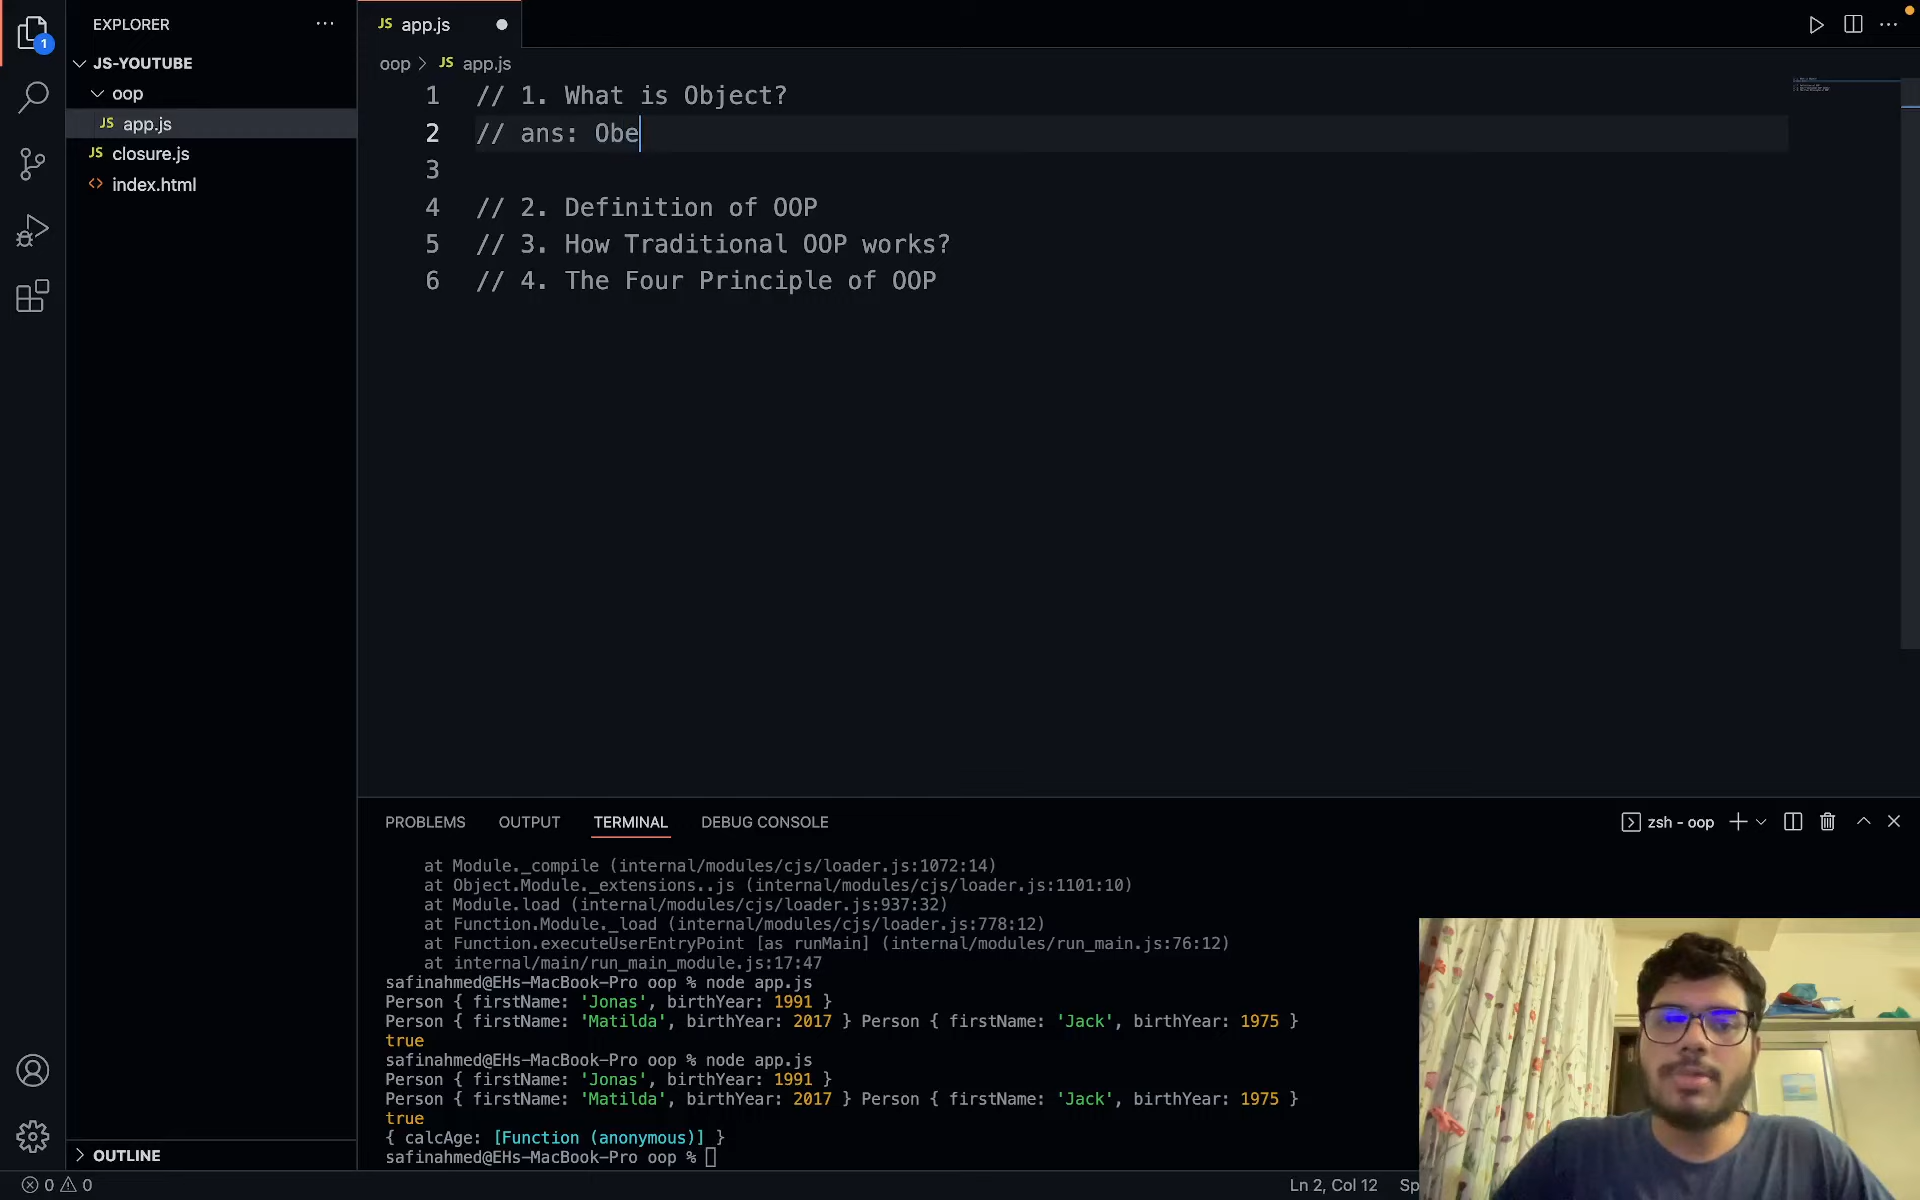 EXPLORER
JS-YOUTUBE
oop
JS app.js
JS closure.js
index.html
OUTLINE
1
JS app.js
oop > JS app.js
1 // 1. What is Object?
2 // ans: Obe
3
4 // 2. Definition of OOP
5 // 3. How Traditional OOP works?
6 // 4. The Four Principle of OOP
PROBLEMS OUTPUT TERMINAL DEBUG CONSOLE
zsh - oop
at Module._compile (internal/modules/cjs/loader.js:1072:14)
at Object.Module._extensions..js (internal/modules/cjs/loader.js:1101:10)
at Module.load (internal/modules/cjs/loader.js:937:32)
at Function.Module._load (internal/modules/cjs/loader.js:778:12)
at Function.executeUserEntryPoint [as runMain] (internal/modules/run_main.js:76:12)
at internal/main/run_main_module.js:17:47
safinahmed@EHs-MacBook-Pro oop % node app.js
Person { firstName: 'Jonas', birthYear: 1991 }
Person { firstName: 'Matilda', birthYear: 2017 } Person { firstName: 'Jack', birthYear: 1975 }
true
safinahmed@EHs-MacBook-Pro oop % node app.js
Person { firstName: 'Jonas', birthYear: 1991 }
Person { firstName: 'Matilda', birthYear: 2017 } Person { firstName: 'Jack', birthYear: 1975 }
true
{ calcAge: [Function (anonymous)] }
safinahmed@EHs-MacBook-Pro oop %
0 0
Ln 2, Col 12 Sp